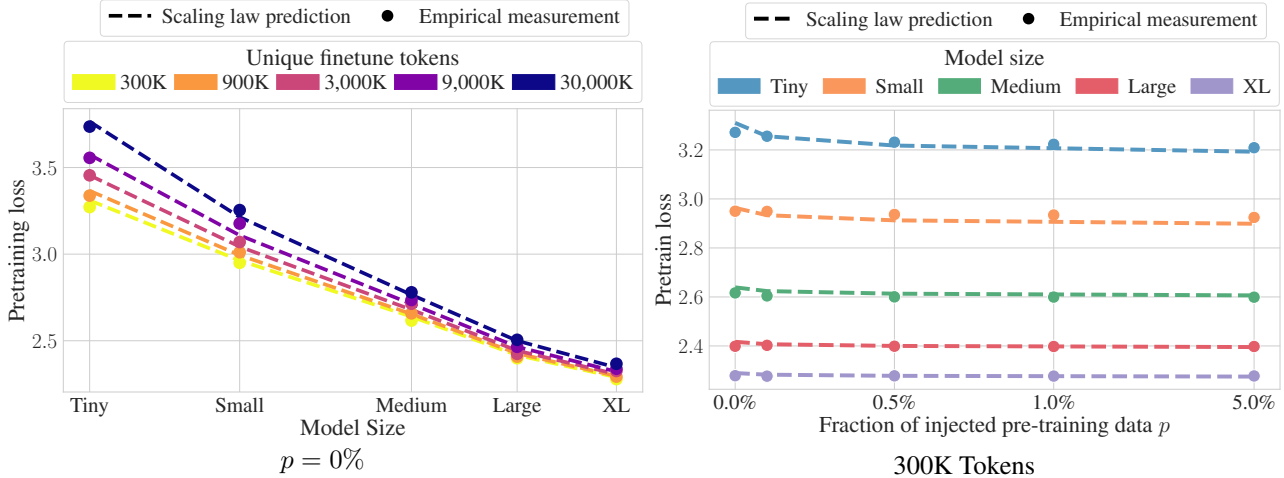 Scaling law prediction Empirical measurement
Unique finetune tokens
300K 900K 3,000K 9,000K 30,000K
Pretraining loss
3.5
3.0
2.5
Tiny Small Medium Large XL
Model Size
p = 0%
Scaling law prediction Empirical measurement
Model size
Tiny Small Medium Large XL
Pretrain loss
3.2
3.0
2.8
2.6
2.4
0.0% 0.5% 1.0% 5.0%
Fraction of injected pre-training data p
300K Tokens